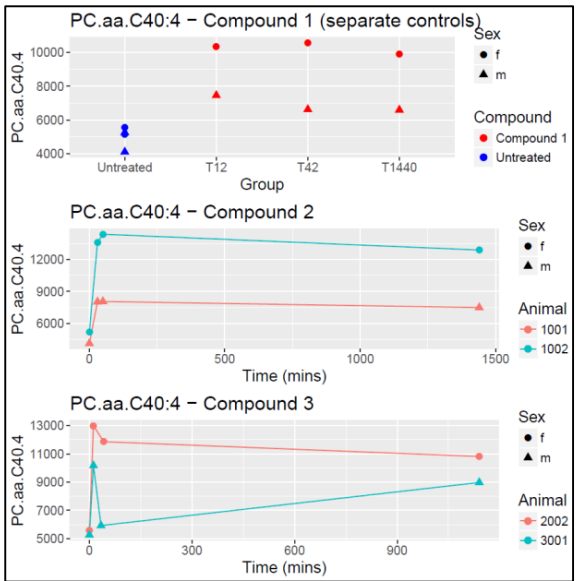 PC.aa.C40:4 − Compound 1 (separate controls)
PC.aa.C40.4
10000
8000
6000
4000
Untreated
T12
T42
T1440
Group
Sex
f
m
Compound
Compound 1
Untreated
PC.aa.C40:4 − Compound 2
PC.aa.C40.4
12000
9000
6000
0
500
1000
1500
Time (mins)
Sex
f
m
Animal
1001
1002
PC.aa.C40:4 − Compound 3
PC.aa.C40.4
13000
11000
9000
7000
5000
0
300
600
900
Time (mins)
Sex
f
m
Animal
2002
3001